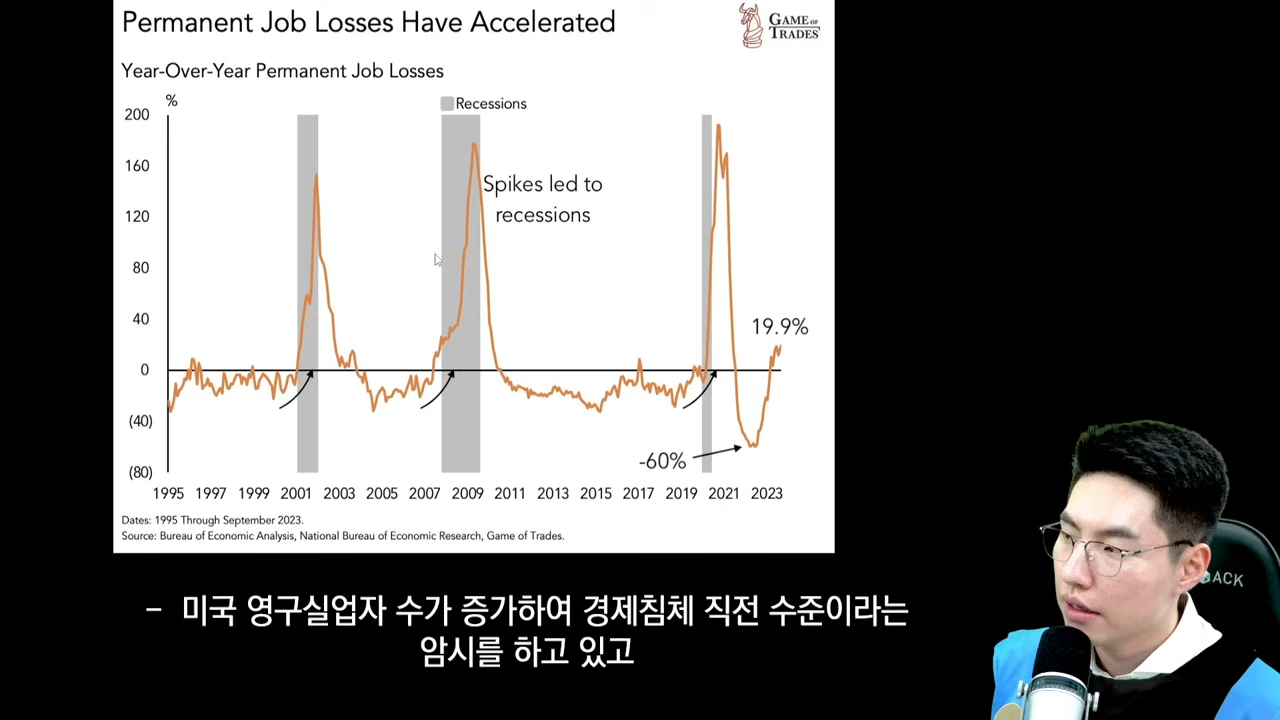 Permanent Job Losses Have Accelerated
GAME OF TRADES
Year-Over-Year Permanent Job Losses
%
Recessions
200
160
120
80
40
0
(40)
(80)
Spikes led to
recessions
19.9%
-60%
1995 1997 1999 2001 2003 2005 2007 2009 2011 2013 2015 2017 2019 2021 2023
Dates: 1995 Through September 2023.
Source: Bureau of Economic Analysis, National Bureau of Economic Research, Game of Trades.
- 미국 영구실업자 수가 증가하여 경제침체 직전 수준이라는
암시를 하고 있고
ACK